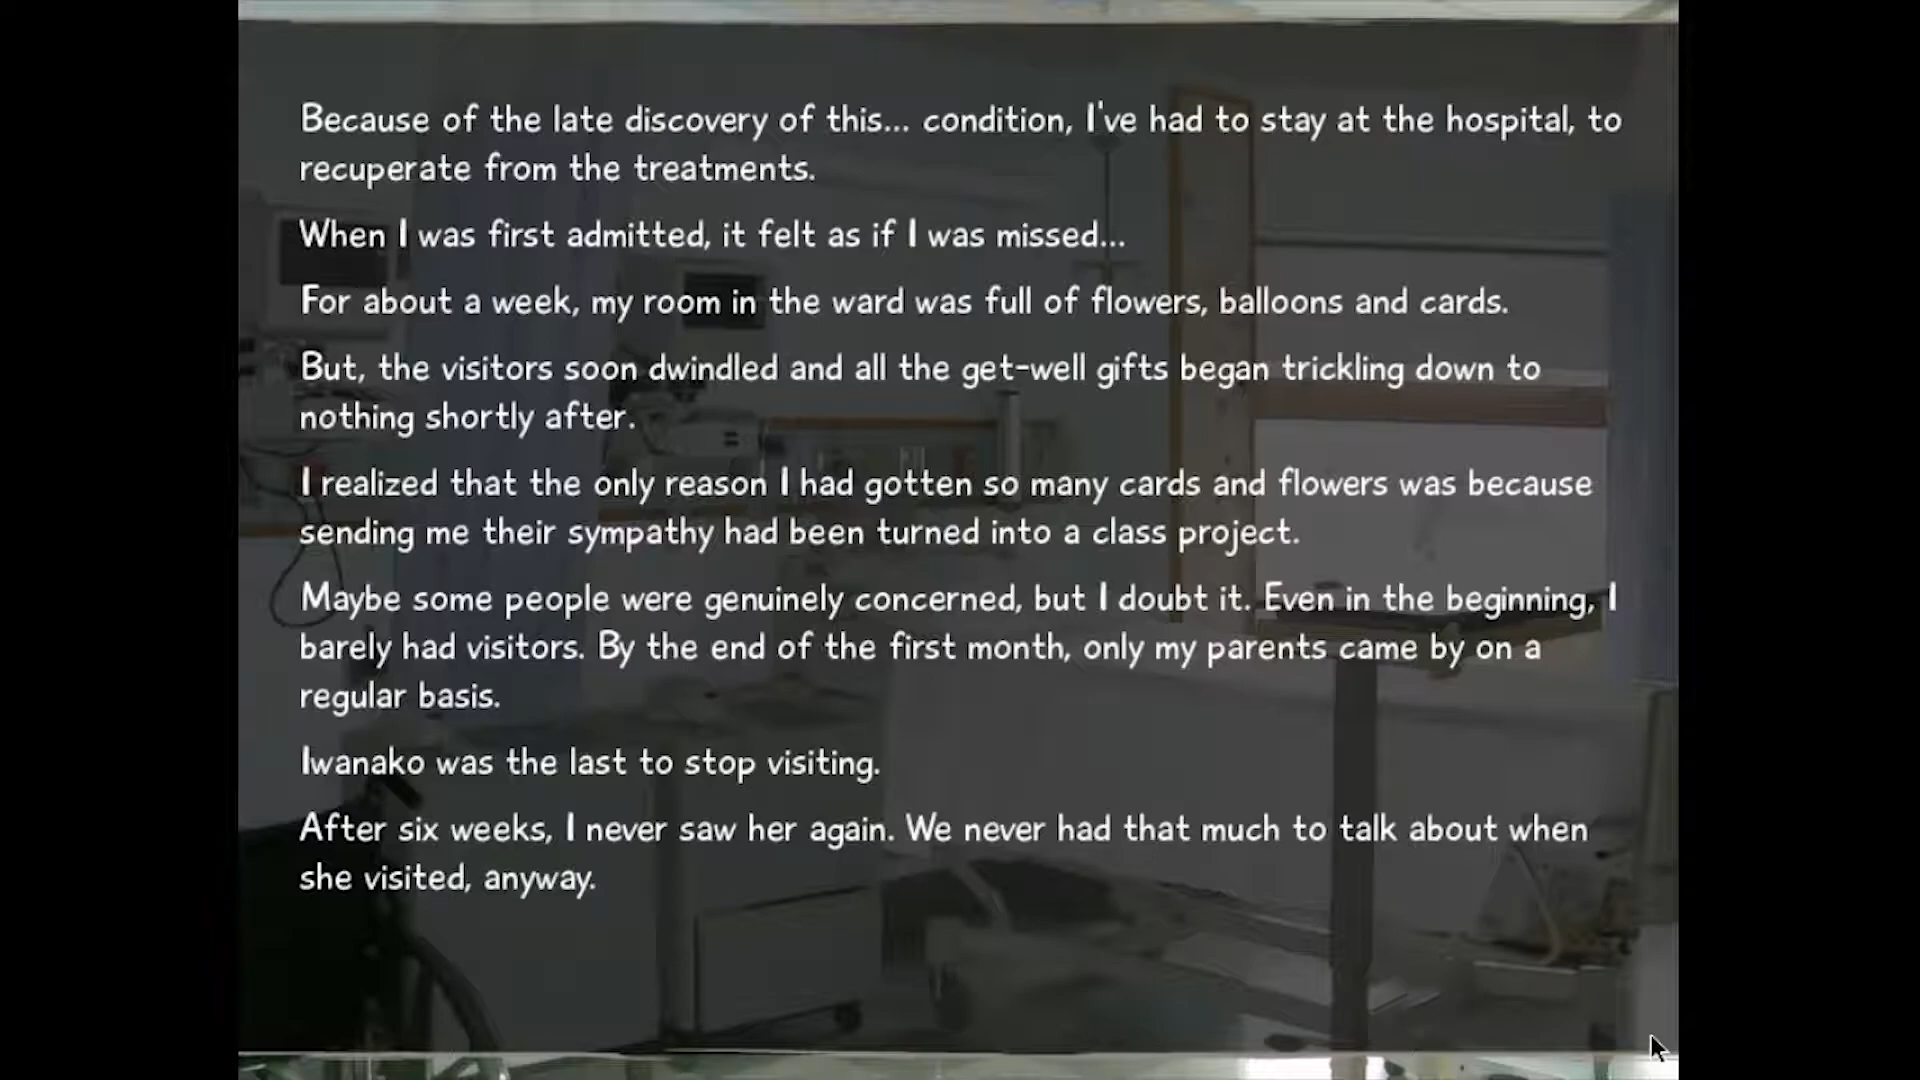 Because of the late discovery of this... condition, I've had to stay at the hospital, to
recuperate from the treatments.
When I was first admitted, it felt as if I was missed...
For about a week, my room in the ward was full of flowers, balloons and cards.
But, the visitors soon dwindled and all the get-well gifts began trickling down to
nothing shortly after.
I realized that the only reason I had gotten so many cards and flowers was because
sending me their sympathy had been turned into a class project.
Maybe some people were genuinely concerned, but I doubt it. Even in the beginning, I
barely had visitors. By the end of the first month, only my parents came by on a
regular basis.
Iwanako was the last to stop visiting.
After six weeks, I never saw her again. We never had that much to talk about when
she visited, anyway.